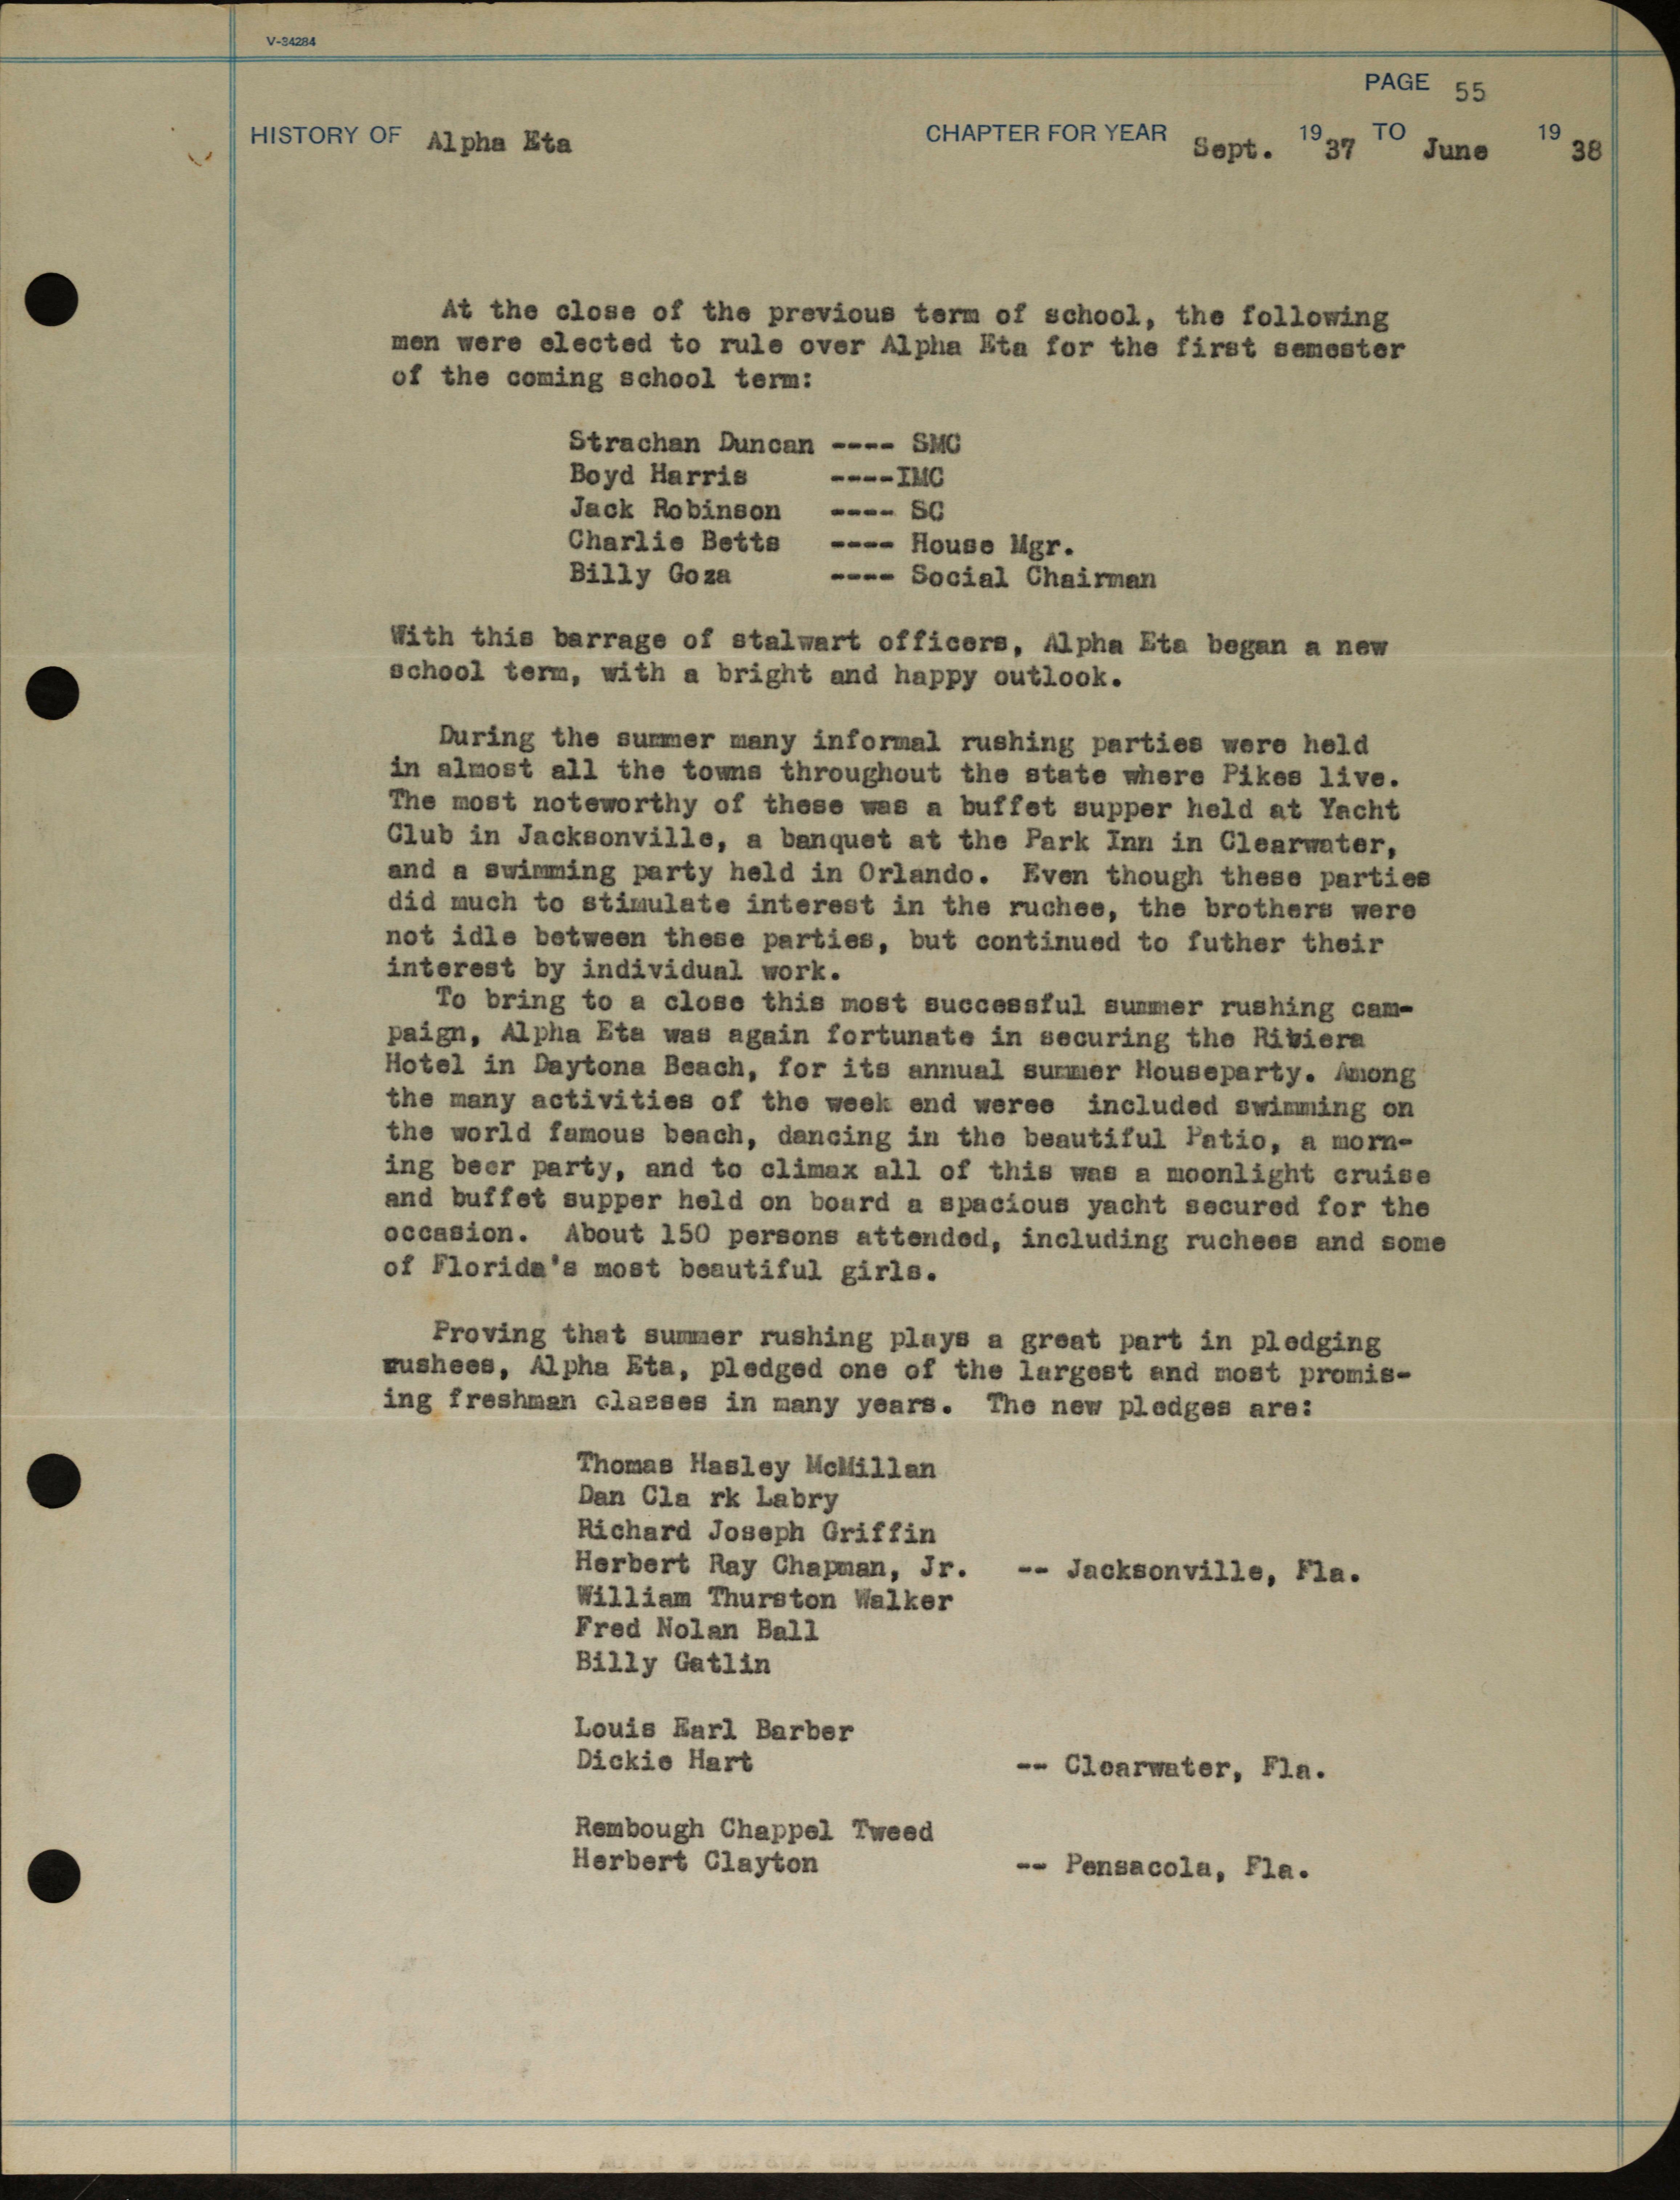 V-34284
PAGE 55
HISTORY OF Alpha Eta CHAPTER FOR YEAR Sept. 1937 TO June 1938
At the close of the previous term of school, the following
men were elected to rule over Alpha Eta for the first semester
of the coming school term:
Strachan Duncan ---- SMC
Boyd Harris ----IMC
Jack Robinson ---- SC
Charlie Betts ---- House Mgr.
Billy Goza ---- Social Chairman
With this barrage of stalwart officers, Alpha Eta began a new
school term, with a bright and happy outlook.
During the summer many informal rushing parties were held
in almost all the towns throughout the state where Pikes live.
The most noteworthy of these was a buffet supper held at Yacht
Club in Jacksonville, a banquet at the Park Inn in Clearwater,
and a swimming party held in Orlando. Even though these parties
did much to stimulate interest in the ruchee, the brothers were
not idle between these parties, but continued to futher their
interest by individual work.
To bring to a close this most successful summer rushing cam-
paign, Alpha Eta was again fortunate in securing the Riviera
Hotel in Daytona Beach, for its annual summer Houseparty. Among
the many activities of the week end weree included swimming on
the world famous beach, dancing in the beautiful Patio, a morn-
ing beer party, and to climax all of this was a moonlight cruise
and buffet supper held on board a spacious yacht secured for the
occasion. About 150 persons attended, including ruchees and some
of Florida's most beautiful girls.
Proving that summer rushing plays a great part in pledging
rushees, Alpha Eta, pledged one of the largest and most promis-
ing freshman classes in many years. The new pledges are:
Thomas Hasley McMillan
Dan Cla rk Labry
Richard Joseph Griffin
Herbert Ray Chapman, Jr. -- Jacksonville, Fla.
William Thurston Walker
Fred Nolan Ball
Billy Gatlin
Louis Earl Barber
Dickie Hart -- Clearwater, Fla.
Rembough Chappel Tweed
Herbert Clayton -- Pensacola, Fla.